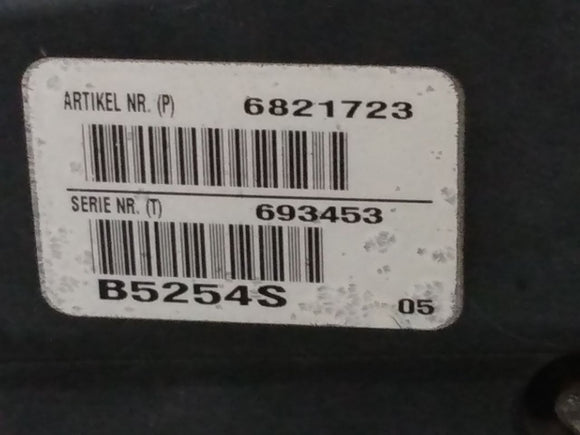 ARTIKEL NR. (P) 6821723
SERIE NR. (T) 693453
B5254S 05